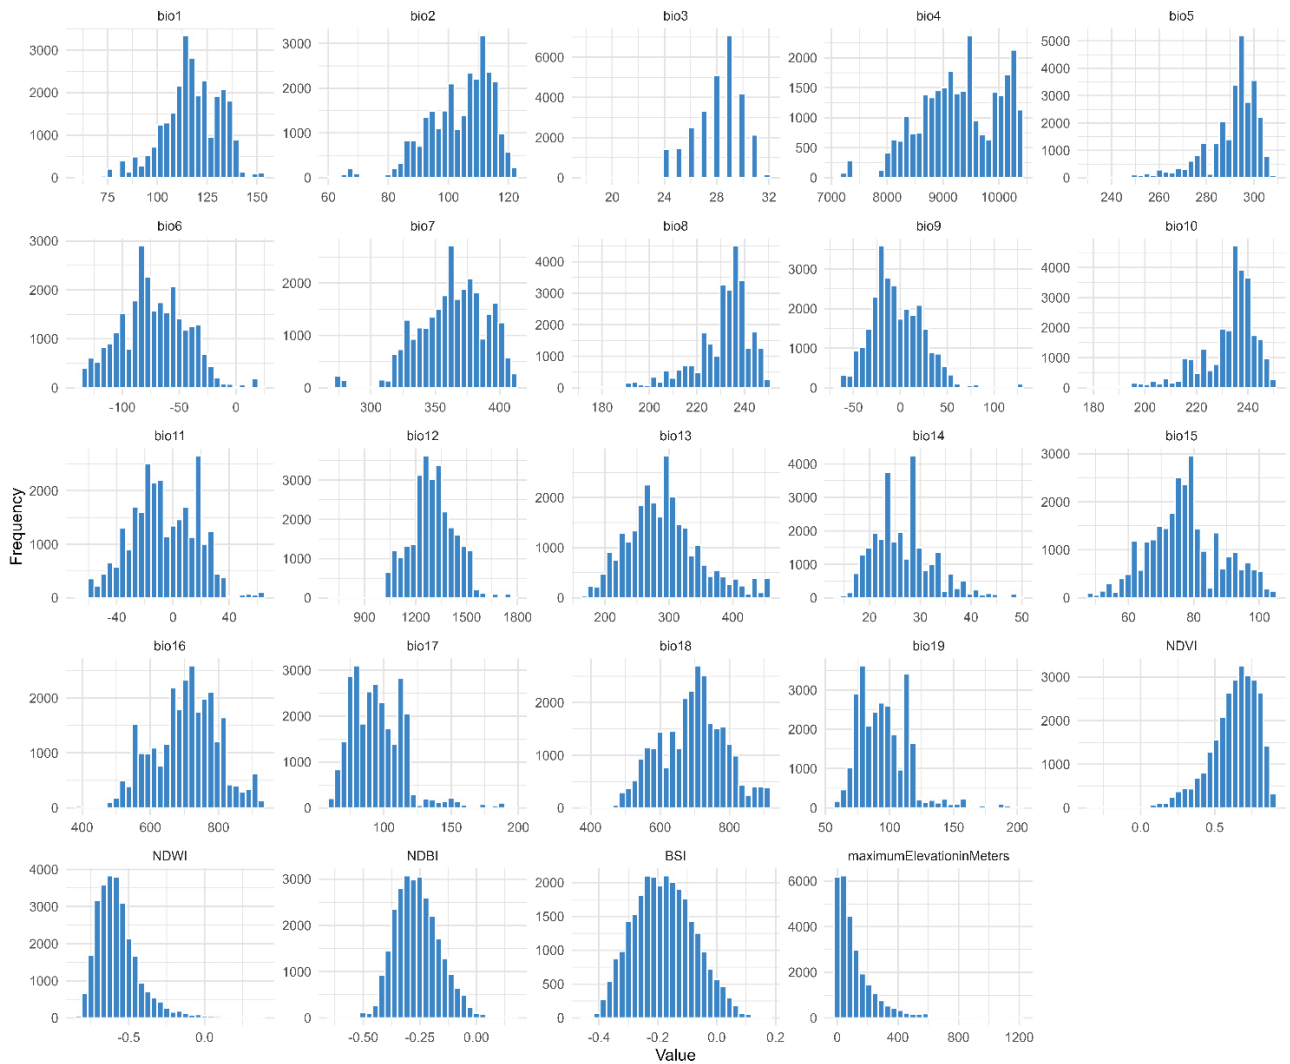 bio1 bio2 bio3 bio4 bio5
3000 2000 1000 0 75 100 125 150
3000 2000 1000 0 60 80 100 120
6000 4000 2000 0 20 24 28 32
2000 1500 1000 500 0 7000 8000 9000 10000
5000 4000 3000 2000 1000 0 240 260 280 300
bio6 bio7 bio8 bio9 bio10
3000 2000 1000 0 -100 -50 0
2000 1000 0 300 350 400
4000 3000 2000 1000 0 180 200 220 240
3000 2000 1000 0 -50 0 50 100
4000 3000 2000 1000 0 180 200 220 240
bio11 bio12 bio13 bio14 bio15
2000 1000 0 -40 0 40
3000 2000 1000 0 900 1200 1500 1800
2000 1000 0 200 300 400
4000 3000 2000 1000 0 20 30 40 50
3000 2000 1000 0 60 80 100
Frequency
bio16 bio17 bio18 bio19 NDVI
2000 1000 0 400 600 800
3000 2000 1000 0 100 150 200
2000 1000 0 400 600 800
3000 2000 1000 0 50 100 150 200
3000 2000 1000 0 0.0 0.5
NDWI NDBI BSI maximumElevationinMeters
4000 3000 2000 1000 0 -0.5 0.0
3000 2000 1000 0 -0.50 -0.25 0.00
2000 1500 1000 500 0 -0.4 -0.2 0.0 0.2
6000 4000 2000 0 0 400 800 1200
Value